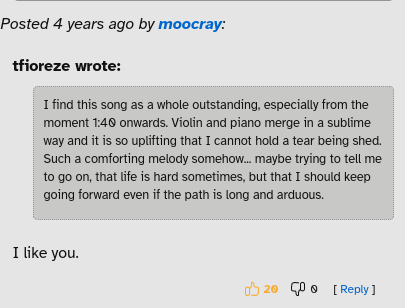 Posted 4 years ago by moocray:
tfioreze wrote:
I find this song as a whole outstanding, especially from the
moment 1:40 onwards. Violin and piano merge in a sublime
way and it is so uplifting that I cannot hold a tear being shed.
Such a comforting melody somehow... maybe trying to tell me
to go on, that life is hard sometimes, but that I should keep
going forward even if the path is long and arduous.
I like you.
20 0 [ Reply ]